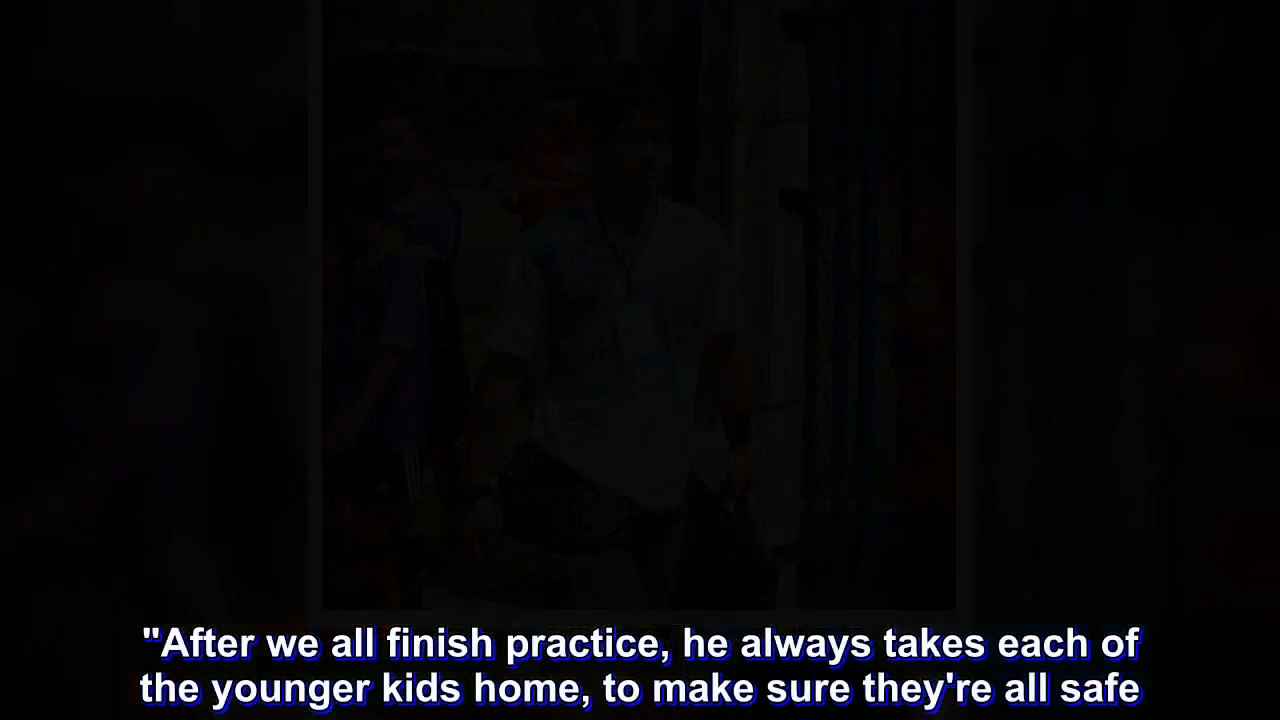 "After we all finish practice, he always takes each of
the younger kids home, to make sure they're all safe